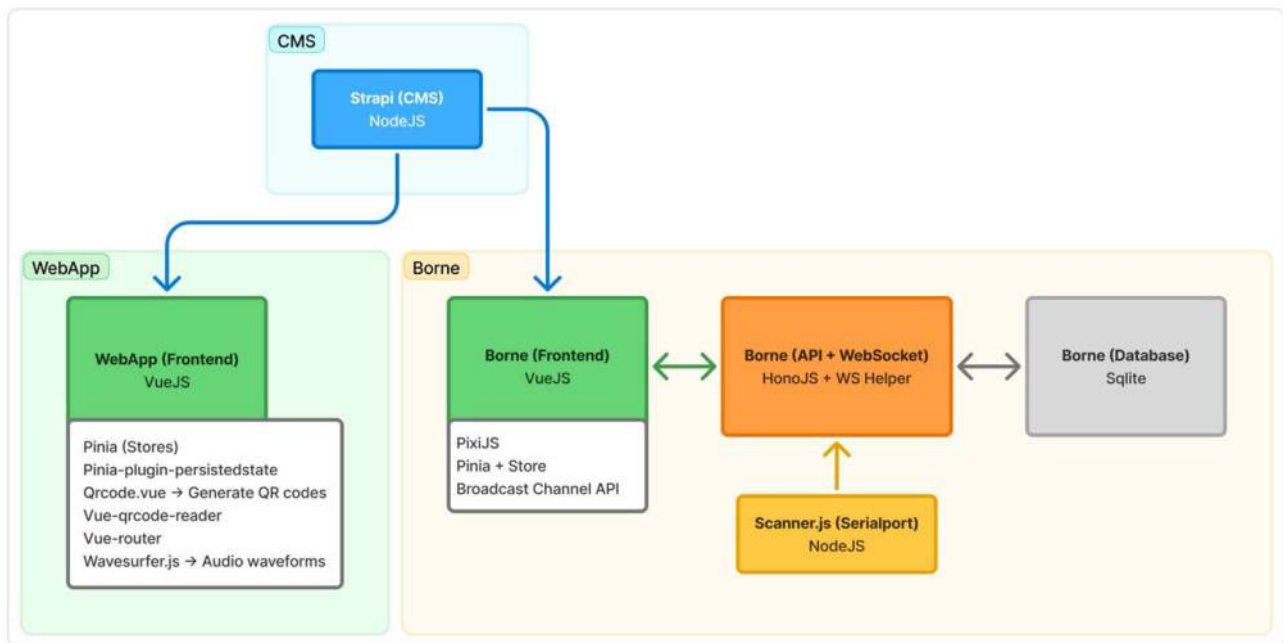 CMS
Strapi (CMS)
NodeJS
WebApp
WebApp (Frontend)
VueJS
Pinia (Stores)
Pinia-plugin-persistedstate
Qrcode.vue → Generate QR codes
Vue-qrcode-reader
Vue-router
Wavesurfer.js → Audio waveforms
Borne
Borne (Frontend)
VueJS
PixiJS
Pinia + Store
Broadcast Channel API
Borne (API + WebSocket)
HonoJS + WS Helper
Scanner.js (Serialport)
NodeJS
Borne (Database)
Sqlite